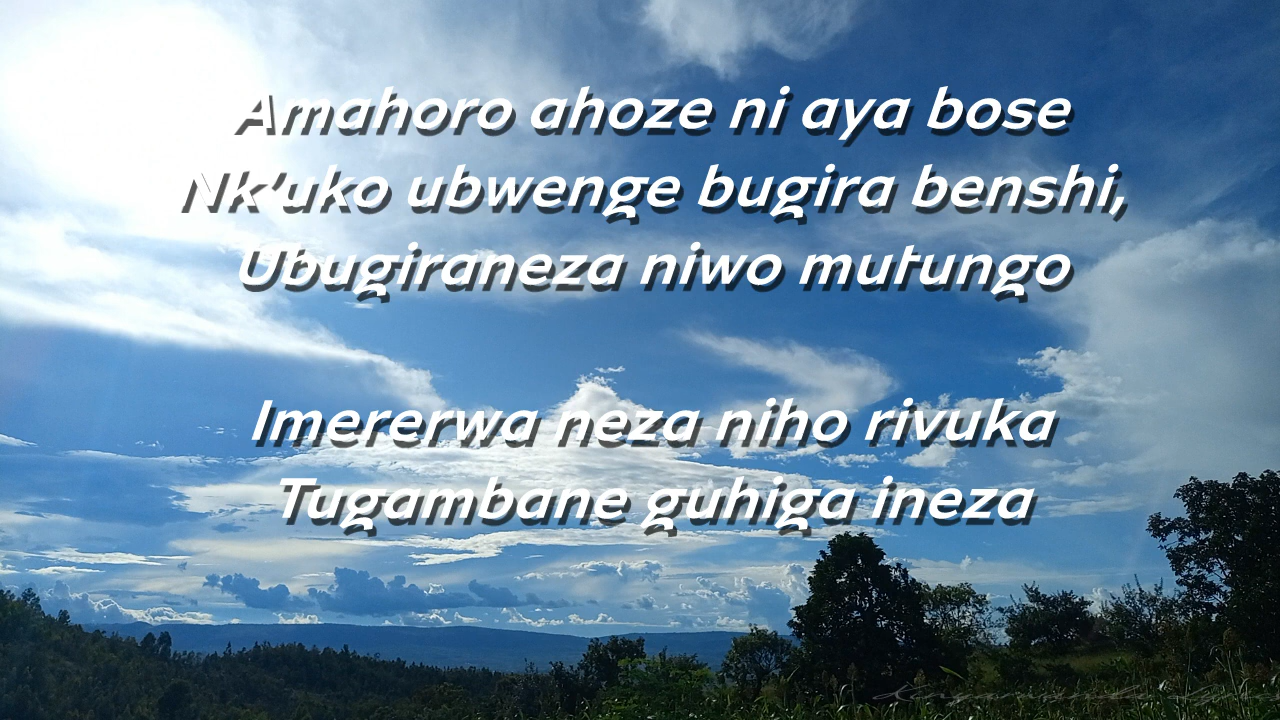 Amahoro ahoze ni aya bose
Nk'uko ubwenge bugira benshi,
Ubugiraneza niwo mutungo
Imererwa neza niho rivuka
Tugambane guhiga ineza